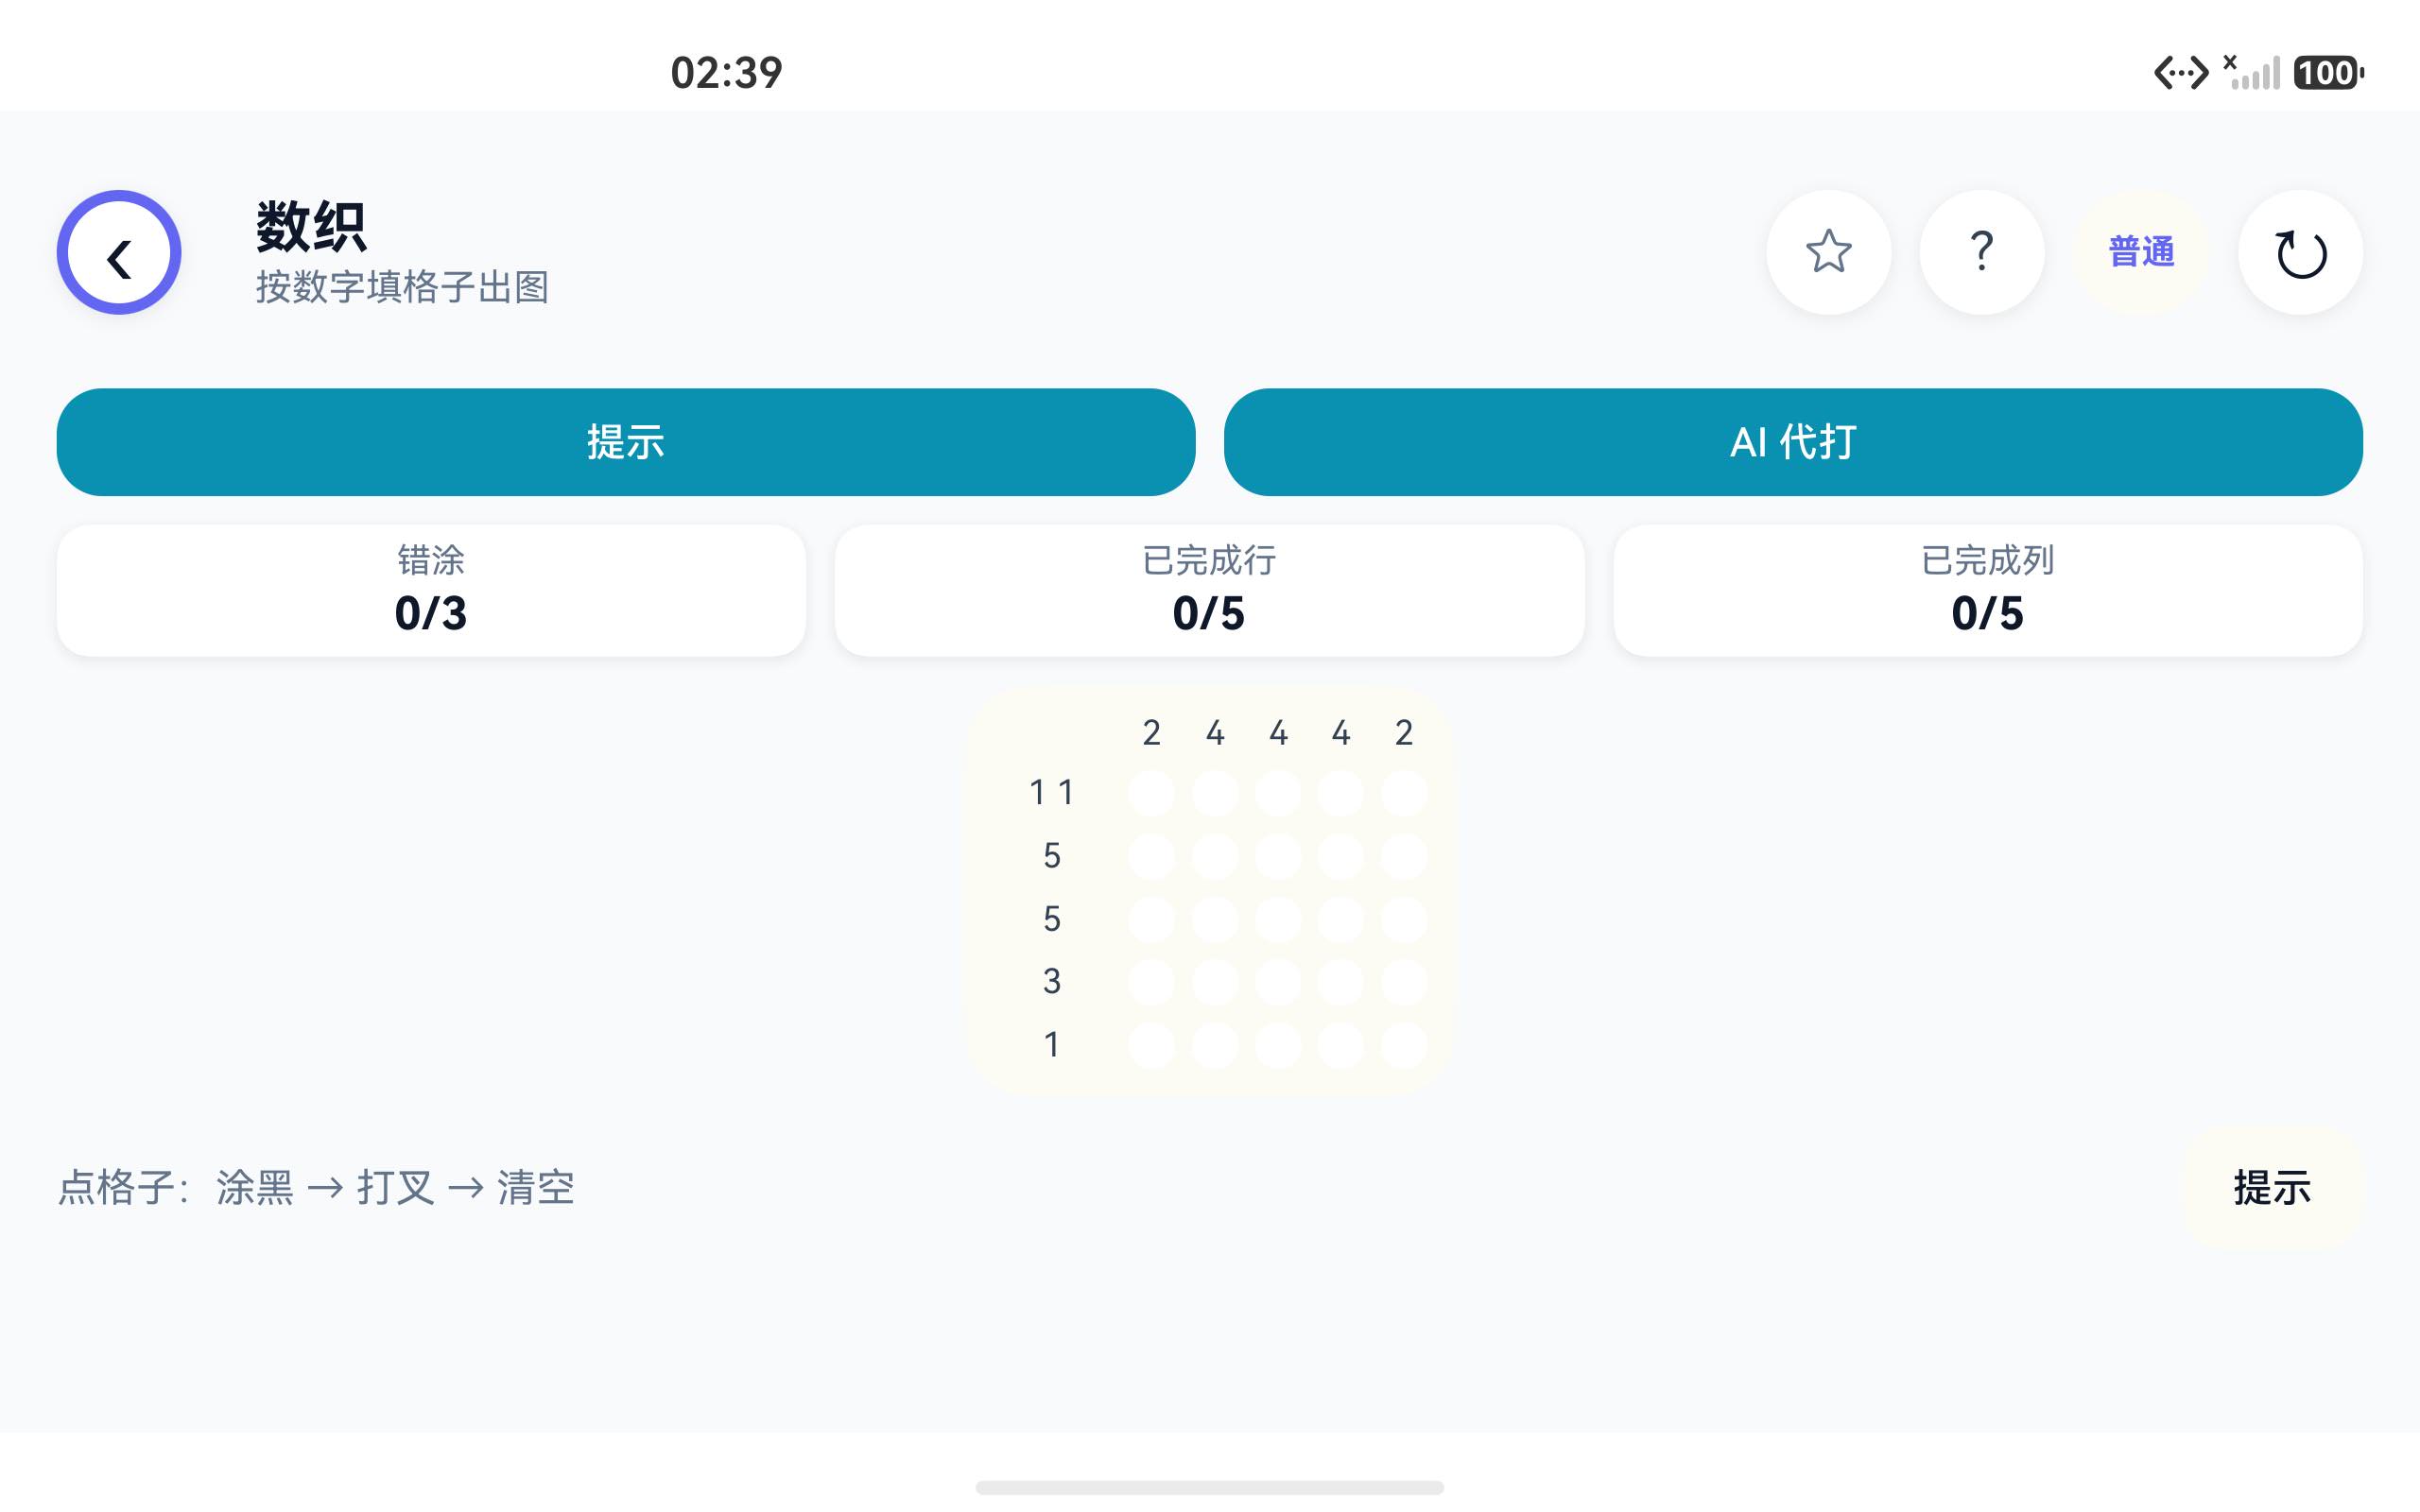 02:39
100
数织
按数字填格子出图
?
普通
提示
AI 代打
错涂
0/3
已完成行
0/5
已完成列
0/5
2 4 4 4 2
1 1
5
5
3
1
点格子：涂黑 → 打叉 → 清空
提示